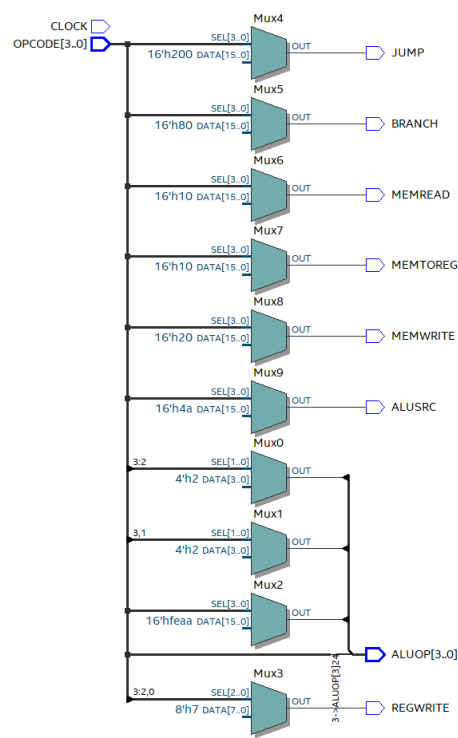 CLOCK
OPCODE[3..0]
Mux4
SEL[3..0]
16'h200 DATA[15..0]
OUT
JUMP
Mux5
SEL[3..0]
16'h80 DATA[15..0]
OUT
BRANCH
Mux6
SEL[3..0]
16'h10 DATA[15..0]
OUT
MEMREAD
Mux7
SEL[3..0]
16'h10 DATA[15..0]
OUT
MEMTOREG
Mux8
SEL[3..0]
16'h20 DATA[15..0]
OUT
MEMWRITE
Mux9
SEL[3..0]
16'h4a DATA[15..0]
OUT
ALUSRC
Mux0
3:2
SEL[1..0]
4'h2 DATA[3..0]
OUT
Mux1
3,1
SEL[1..0]
4'h2 DATA[3..0]
OUT
Mux2
SEL[3..0]
16'hfeaa DATA[15..0]
OUT
ALUOP[3..0]
3->ALUOP[3]24
Mux3
3:2,0
SEL[2..0]
8'h7 DATA[7..0]
OUT
REGWRITE